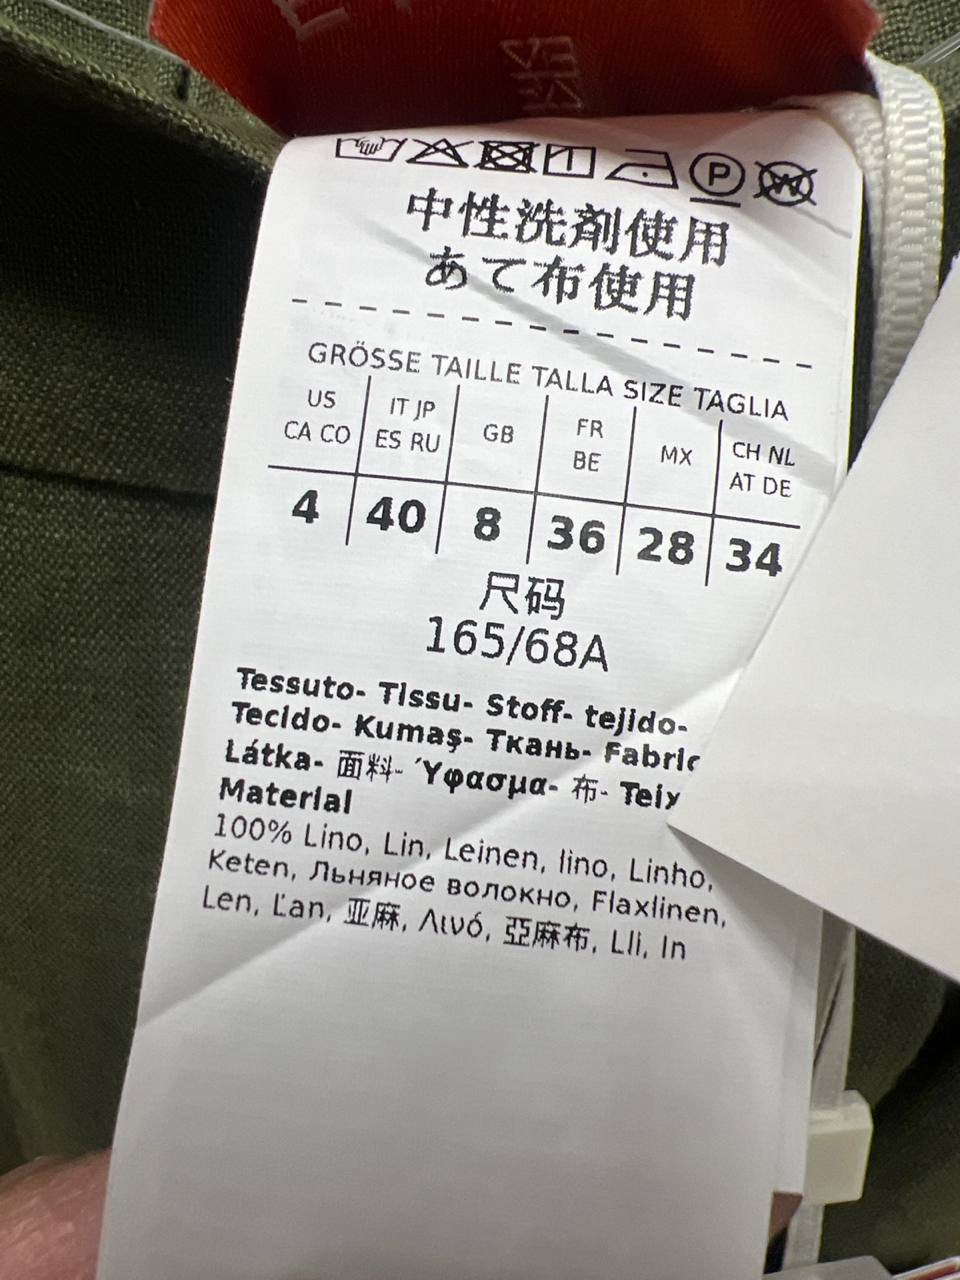 P W
中性洗剤使用
あて布使用
GRÖSSE TAILLE TALLA SIZE TAGLIA
US CA CO
IT JP ES RU
GB
FR BE
MX
CH NL AT DE
4 40 8 36 28 34
尺码
165/68A
Tessuto- Tissu- Stoff- tejido-
Tecido- Kumaş- Ткань- Fabric
Látka- 面料- Ύφασμα- 布-
Material
100% Lino, Lin, Leinen, lino, Linho,
Keten, Льняное волокно, Flaxlinen,
Len, Ľan, 亚麻, Λινό, 亞麻布, Lli, In